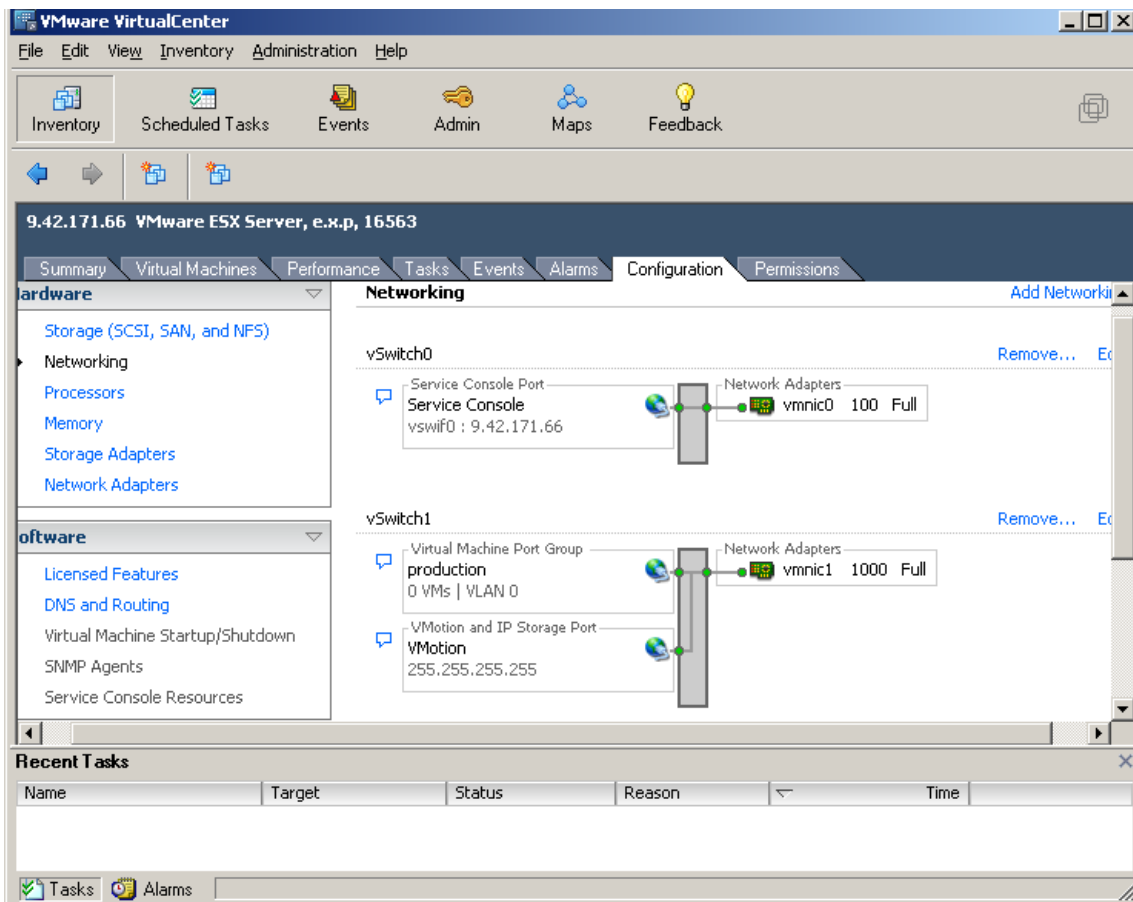 VMware VirtualCenter
File Edit View Inventory Administration Help
Inventory Scheduled Tasks Events Admin Maps Feedback
9.42.171.66 VMware ESX Server, e.x.p, 16563
Summary Virtual Machines Performance Tasks Events Alarms Configuration Permissions
lardware
Storage (SCSI, SAN, and NFS)
Networking
Processors
Memory
Storage Adapters
Network Adapters
oftware
Licensed Features
DNS and Routing
Virtual Machine Startup/Shutdown
SNMP Agents
Service Console Resources
Networking Add Networkin
vSwitch0 Remove... Ed
Service Console Port
Service Console
vswif0 : 9.42.171.66
Network Adapters
vmnic0 100 Full
vSwitch1 Remove... Ed
Virtual Machine Port Group
production
0 VMs | VLAN 0
Network Adapters
vmnic1 1000 Full
VMotion and IP Storage Port
VMotion
255.255.255.255
Recent Tasks
Name Target Status Reason Time
Tasks Alarms